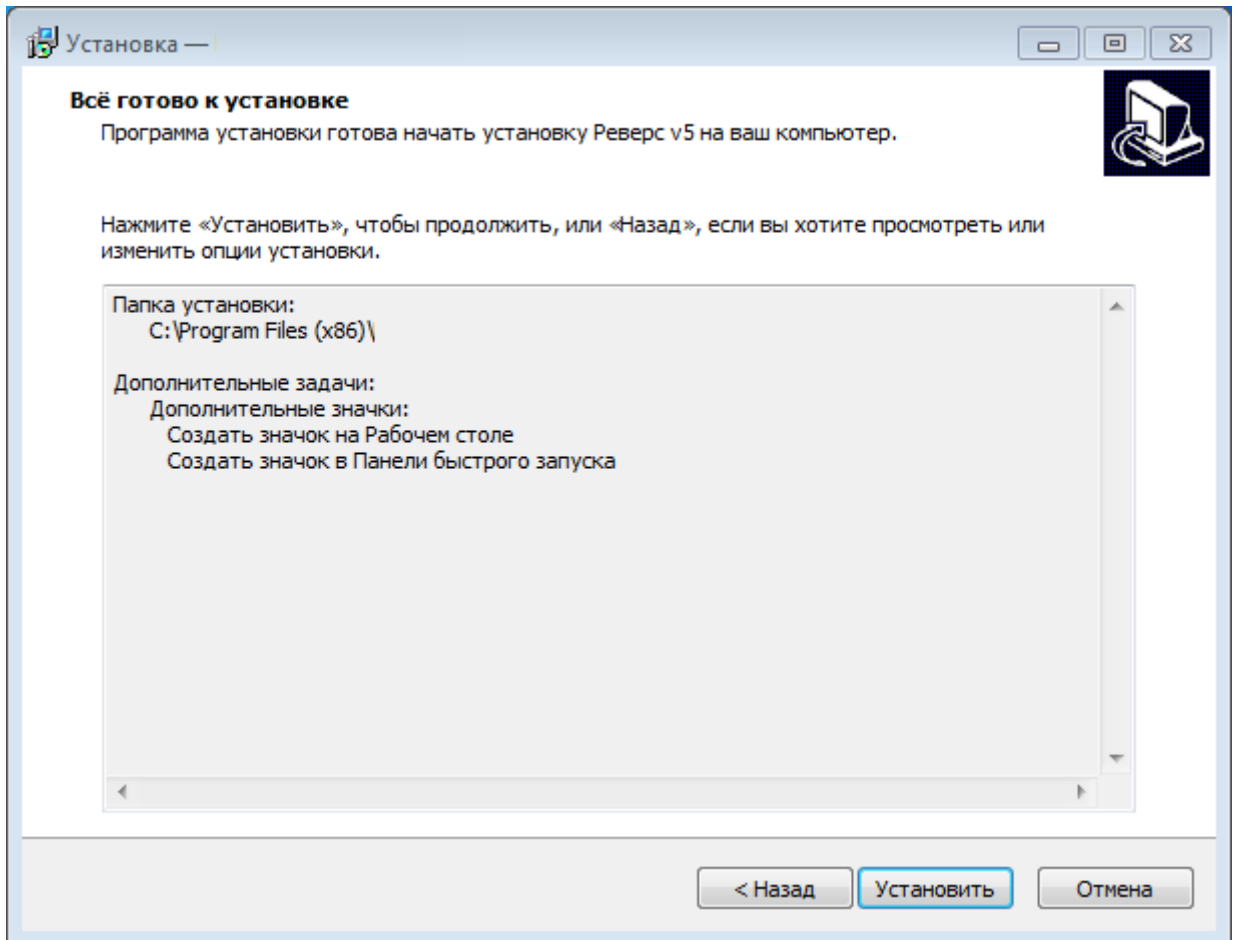 Установка —
Всё готово к установке
Программа установки готова начать установку Реверс v5 на ваш компьютер.
Нажмите «Установить», чтобы продолжить, или «Назад», если вы хотите просмотреть или
изменить опции установки.
Папка установки:
C:\Program Files (x86)\
Дополнительные задачи:
Дополнительные значки:
Создать значок на Рабочем столе
Создать значок в Панели быстрого запуска
< Назад
Установить
Отмена